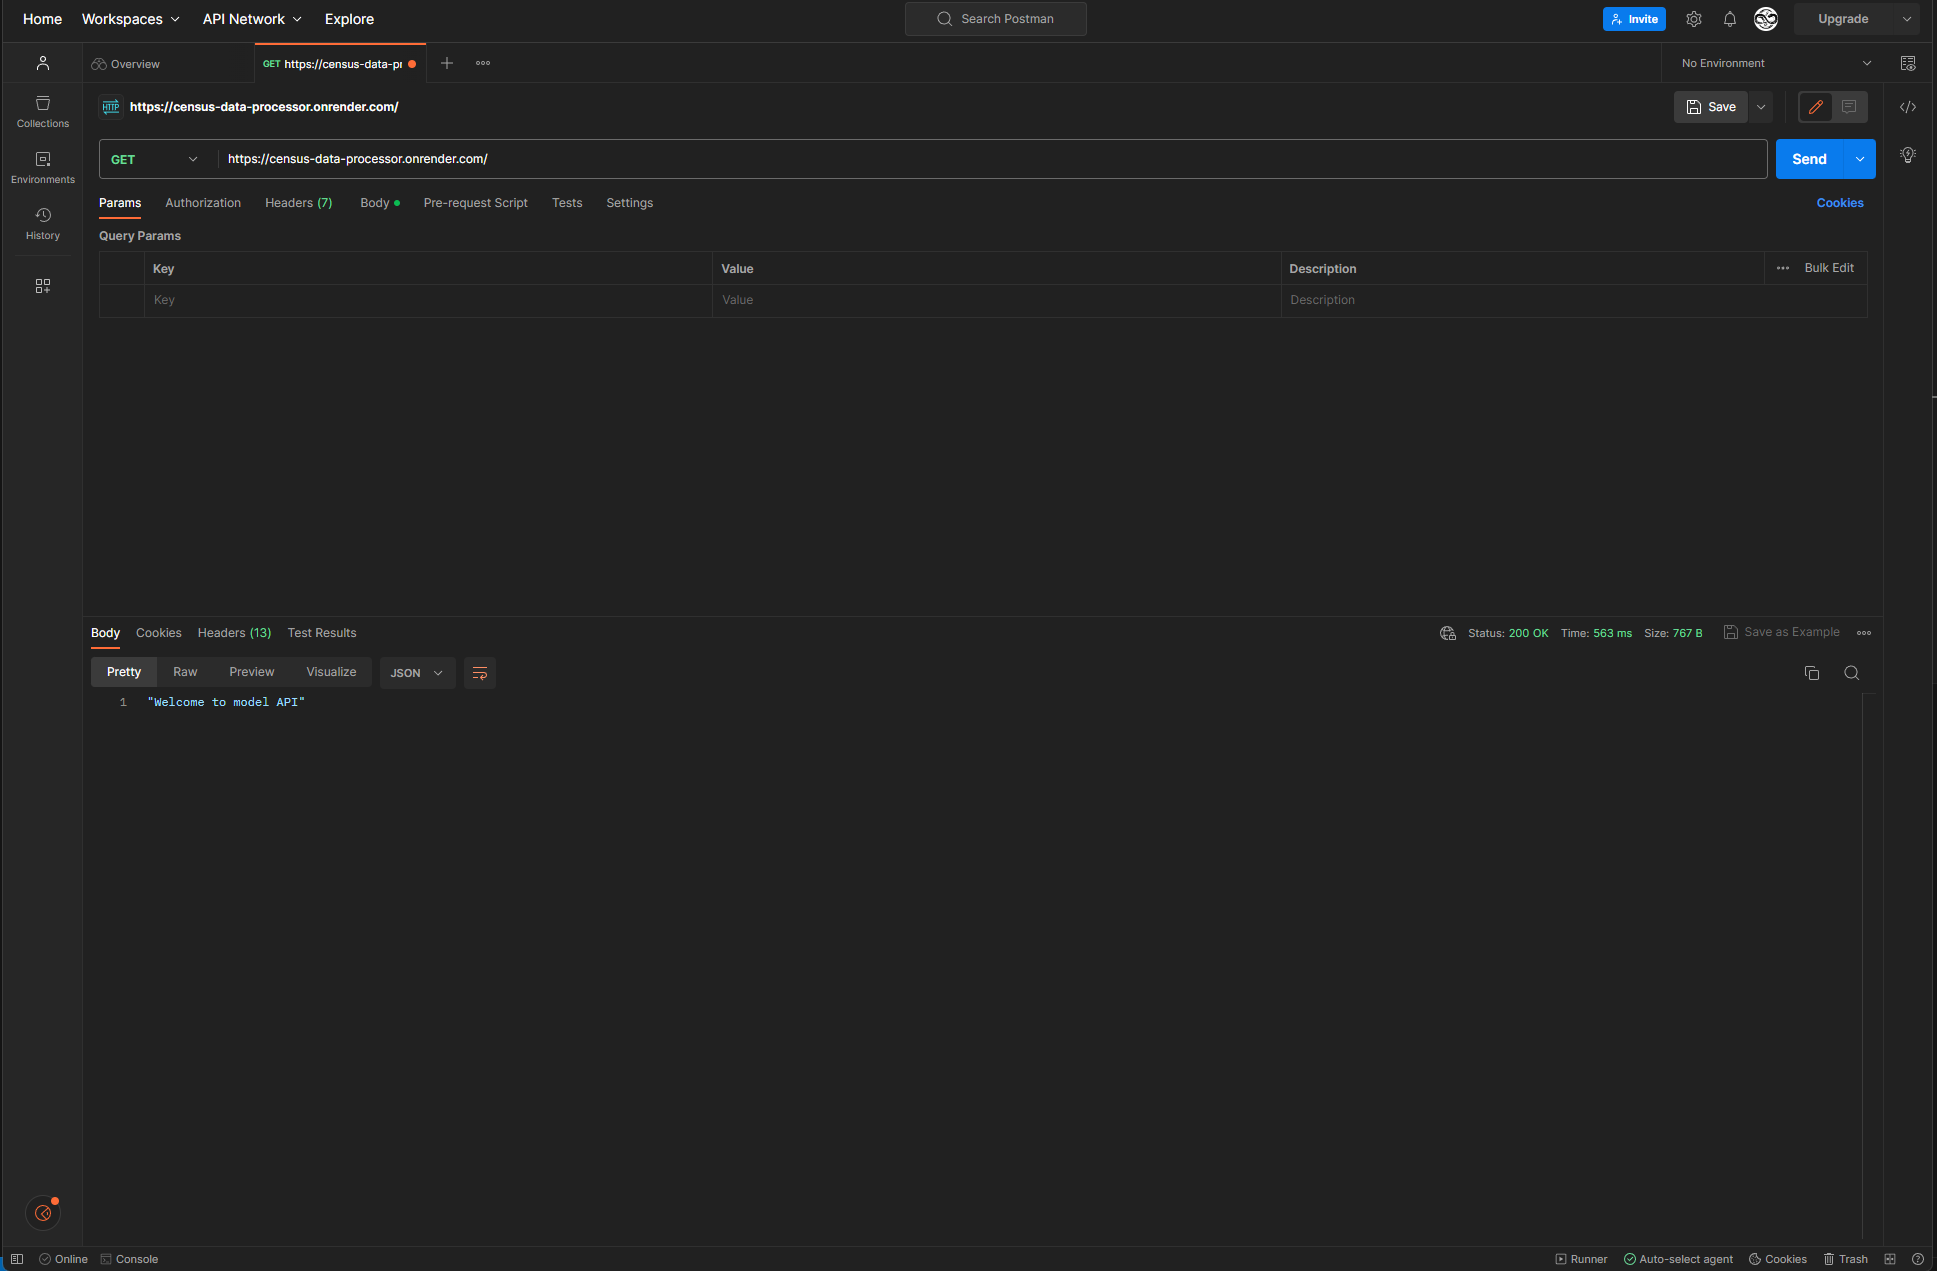 Home Workspaces API Network Explore Search Postman Invite Upgrade
Overview GET https://census-data-pr No Environment
HTTP https://census-data-processor.onrender.com/ Save
Collections
GET https://census-data-processor.onrender.com/ Send
Environments
Params Authorization Headers (7) Body Pre-request Script Tests Settings Cookies
History
Query Params
Key Value Description Bulk Edit
Key Value Description
Body Cookies Headers (13) Test Results Status: 200 OK Time: 563 ms Size: 767 B Save as Example
Pretty Raw Preview Visualize JSON
1 "Welcome to model API"
Online Console Runner Auto-select agent Cookies Trash